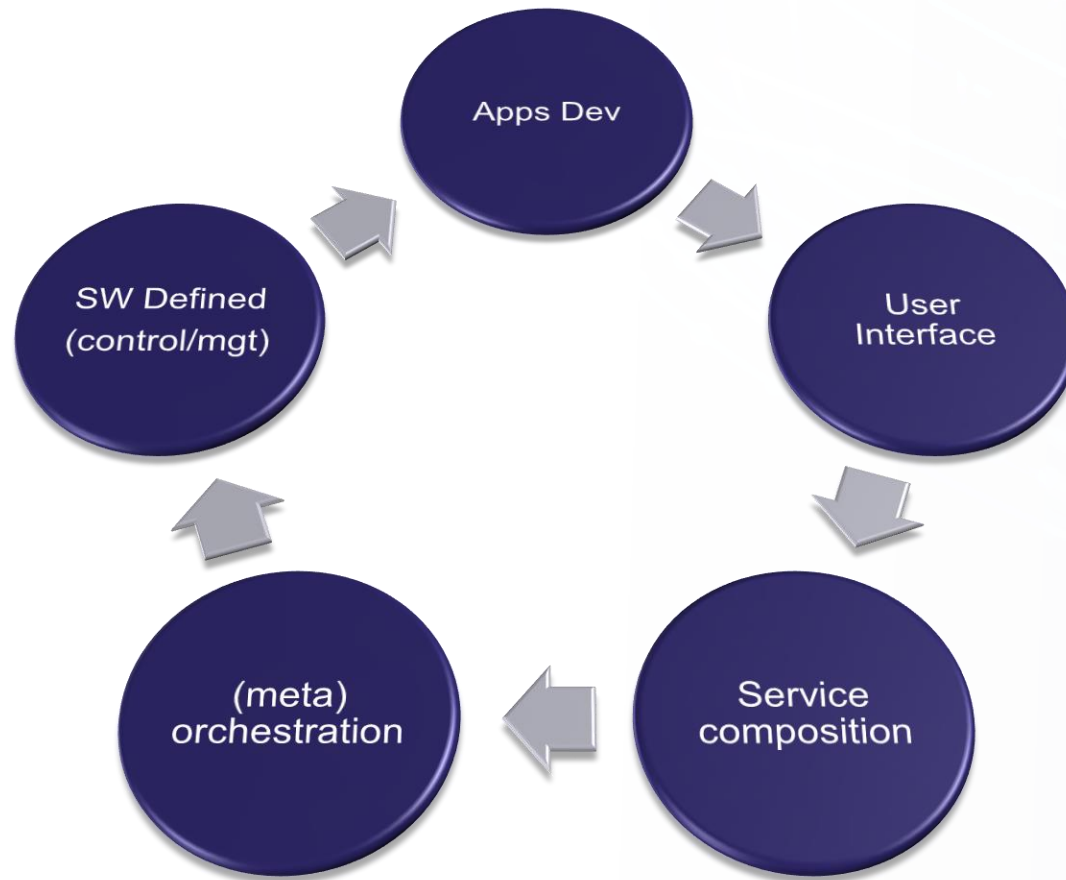 Apps Dev
User
Interface
Service
composition
(meta)
orchestration
SW Defined
(control/mgt)